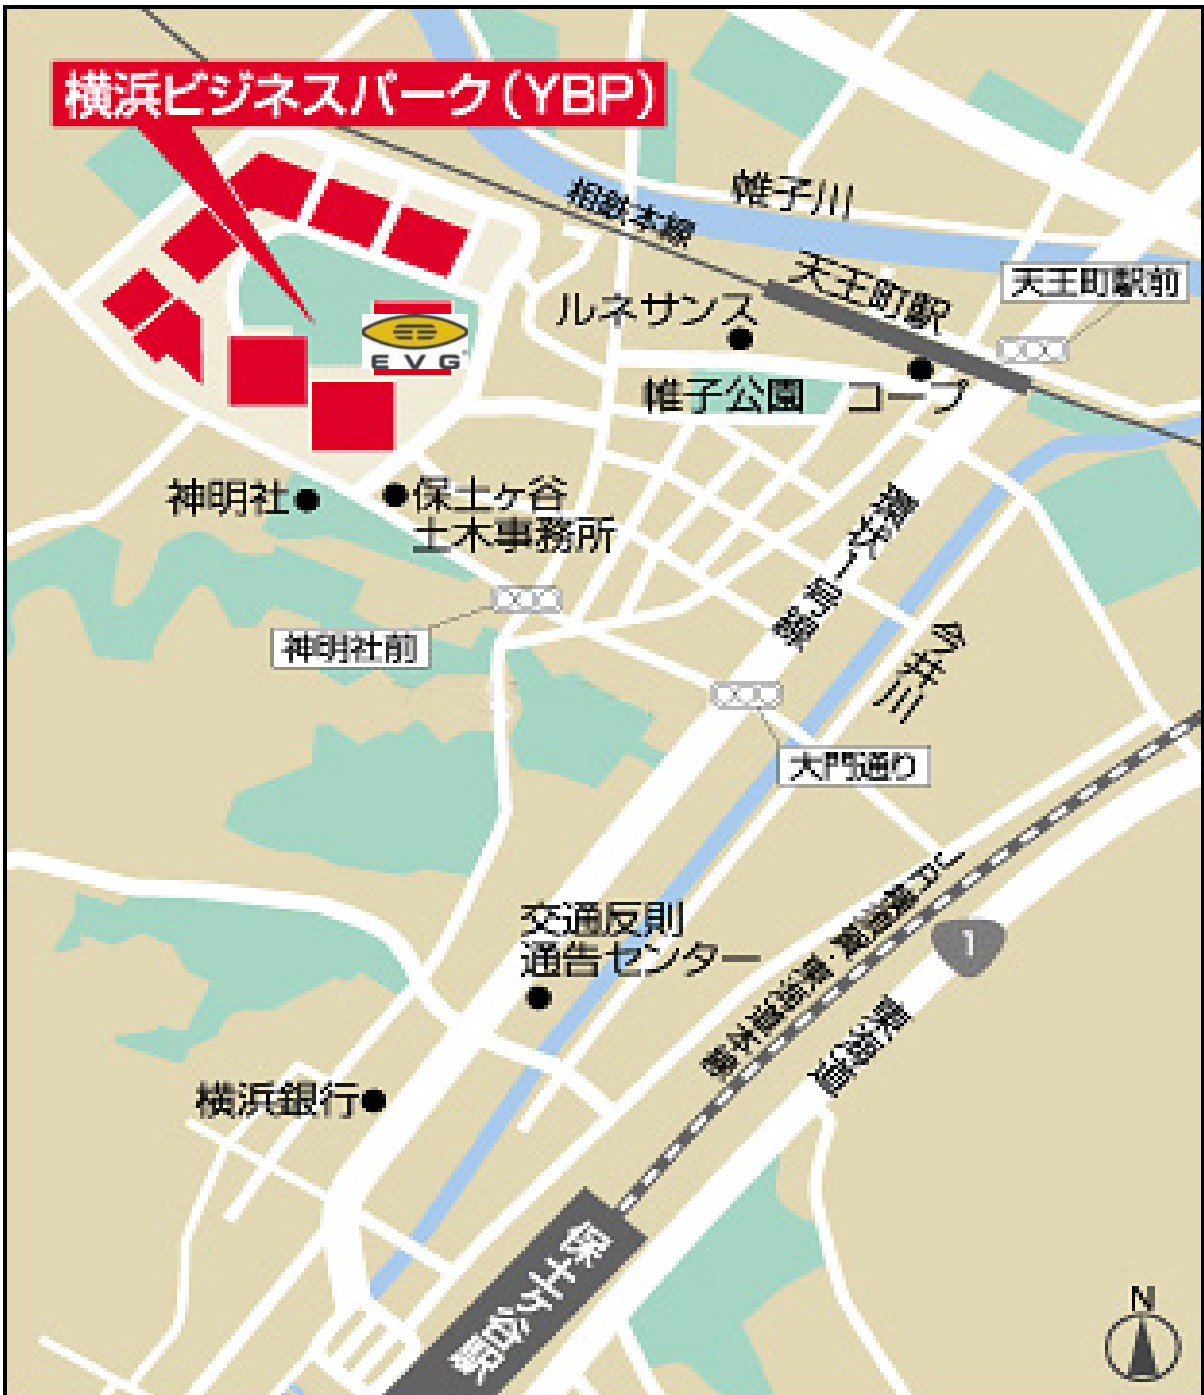 横浜ビジネスパーク(YBP)
帷子川
相鉄本線
天王町駅
天王町駅前
ルネサンス
EVG
帷子公園
コープ
神明社
保土ヶ谷
土木事務所
環状1号線
神明社前
今井川
大門通り
交通反則
通告センター
JR横須賀線・東海道本線
1
東海道
横浜銀行
保土ヶ谷駅
N